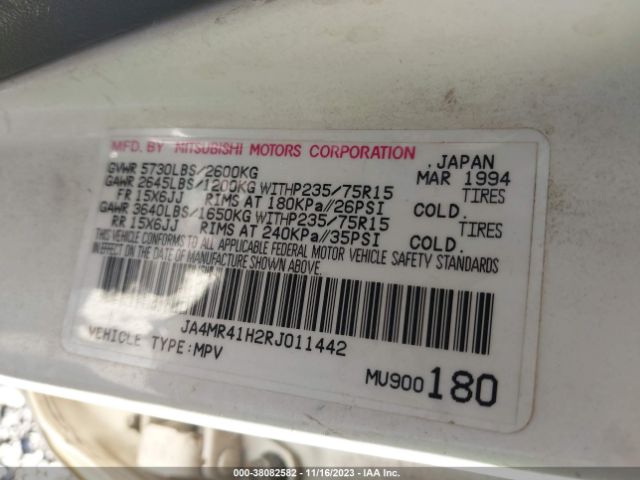 MFD. BY MITSUBISHI MOTORS CORPORATION . JAPAN
GVWR 5730LBS/2600KG MAR 1994
GAWR 2645LBS/1200KG WITHP235/75R15 TIRES
FR 15X6JJ RIMS AT 180KPa//26PSI COLD.
GAWR 3640LBS/1650KG WITHP235/75R15 TIRES
RR 15X6JJ RIMS AT 240KPa//35PSI COLD.
THIS VEHICLE CONFORMS TO ALL APPLICABLE FEDERAL MOTOR VEHICLE SAFETY STANDARDS
IN EFFECT ON THE DATE OF MANUFACTURE SHOWN ABOVE.
JA4MR41H2RJ011442
VEHICLE TYPE:MPV
MU900180
000-38082582 - 11/16/2023 - IAA Inc.